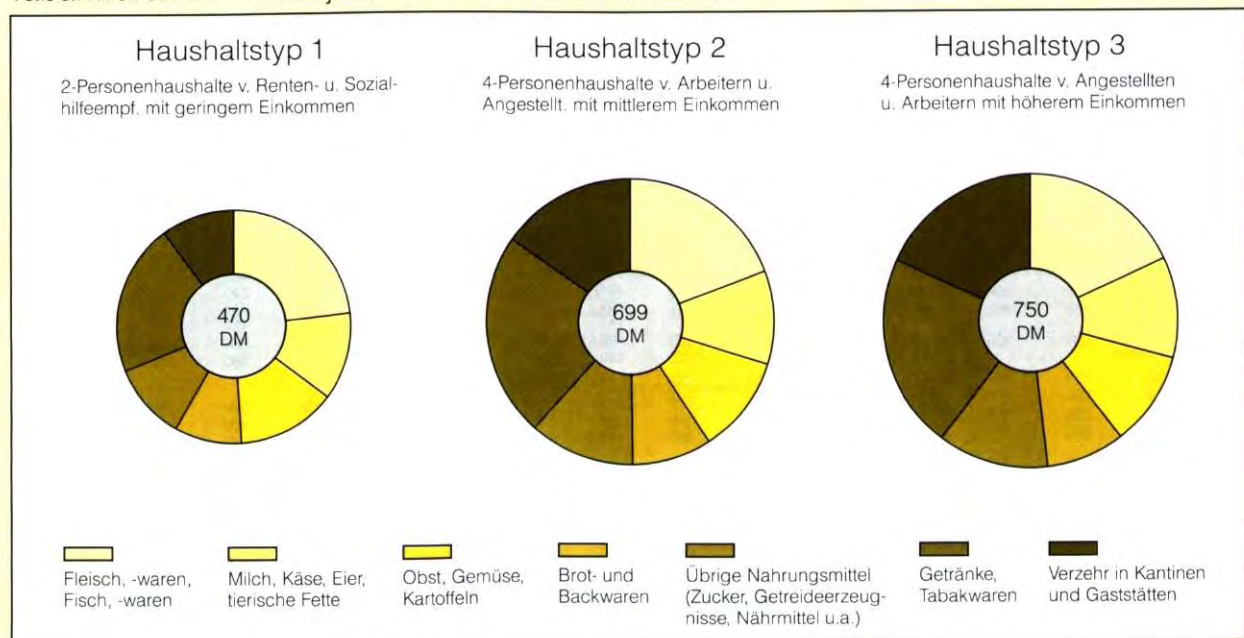 Haushaltstyp 1
2-Personenhaushalte v. Renten- u. Sozial-
hilfeempf. mit geringem Einkommen
Haushaltstyp 2
4-Personenhaushalte v. Arbeitern u.
Angestellt. mit mittlerem Einkommen
Haushaltstyp 3
4-Personenhaushalte v. Angestellten
u. Arbeitern mit höherem Einkommen
470
DM
699
DM
750
DM
Fleisch, -waren,
Fisch, -waren
Milch, Käse, Eier,
tierische Fette
Obst, Gemüse,
Kartoffeln
Brot- und
Backwaren
Übrige Nahrungsmittel
(Zucker, Getreideerzeug-
nisse, Nährmittel u.a.)
Getränke,
Tabakwaren
Verzehr in Kantinen
und Gaststätten